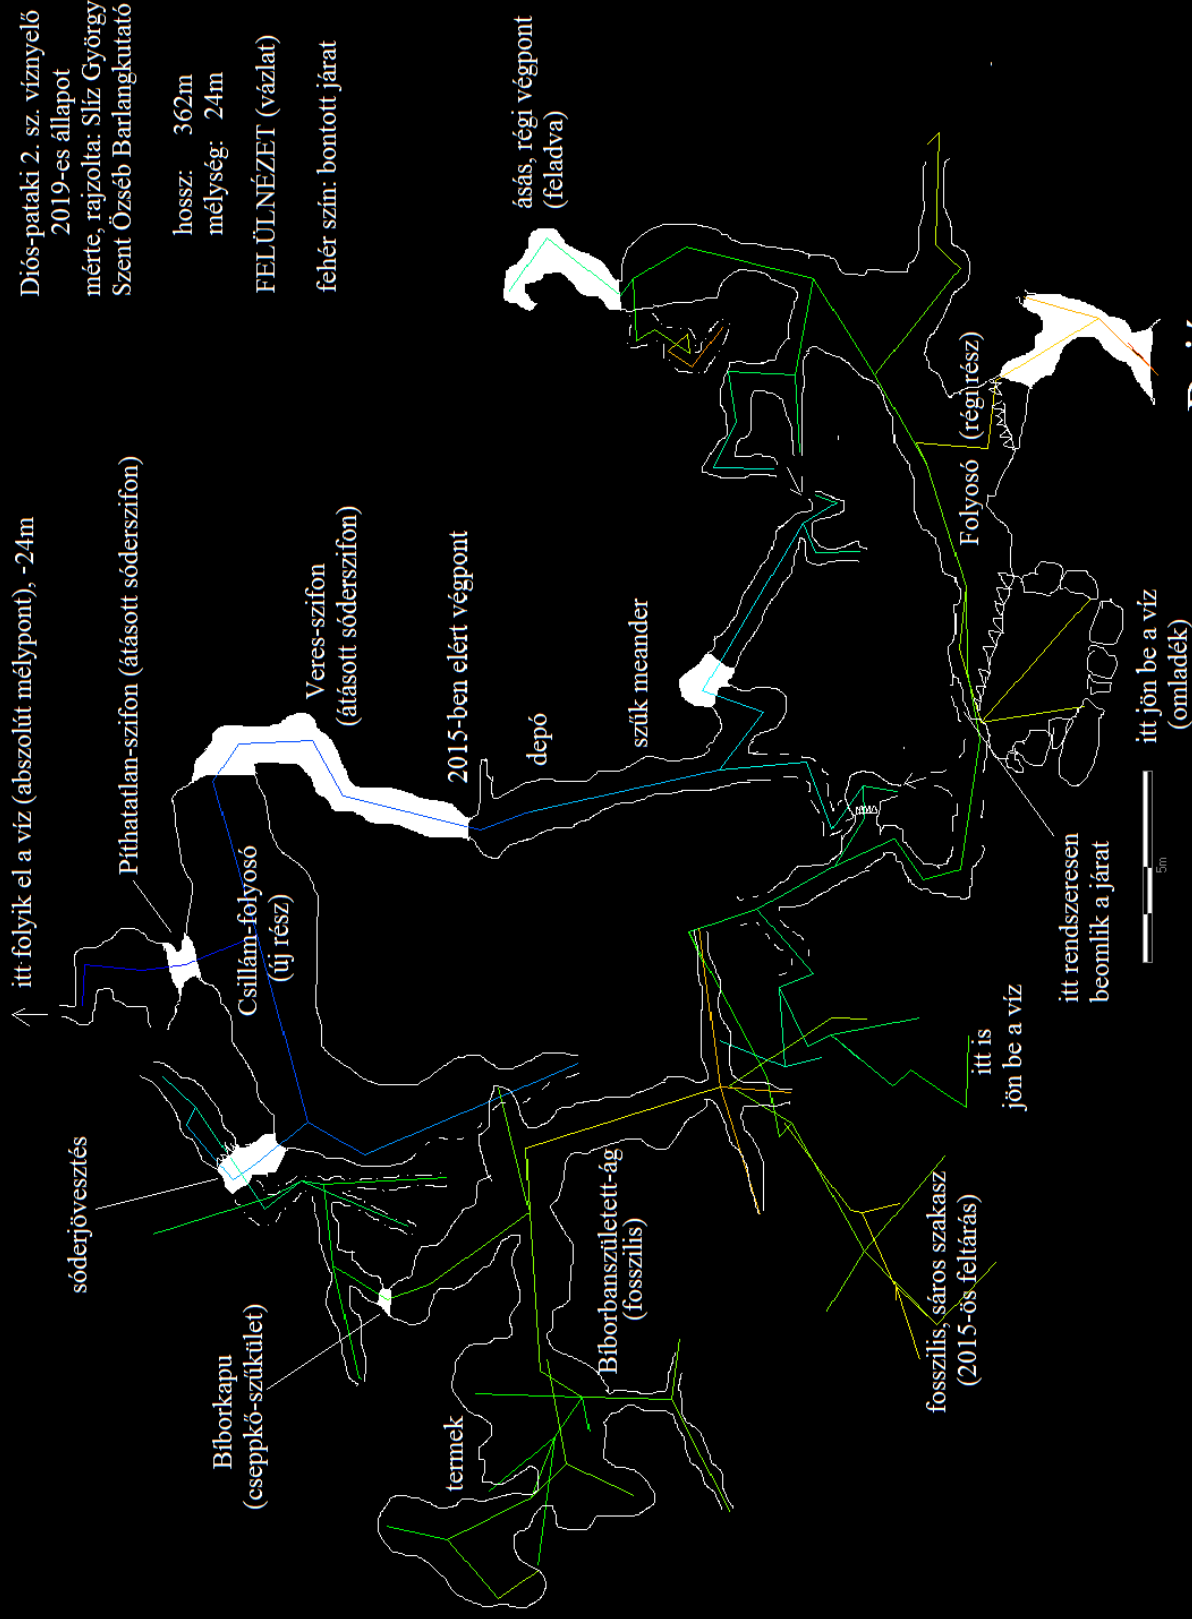 Diós-pataki 2. sz. víznyelő
2019-es állapot
mérte, rajzolta: Slíz György
Szent Özséb Barlangkutató
hossz: 362m
mélység: 24m
FELÜLNÉZET (vázlat)
fehér szín: bontott járat
ásás, régi végpont
(feladva)
itt folyik el a víz (abszolút mélypont), -24m
Píthatatlan-szifon (átásott sóderszifon)
Veres-szifon
(átásott sóderszifon)
2015-ben elért végpont
depó
szűk meander
Folyosó (régi rész)
itt jön be a víz
(omladék)
Csillám-folyosó
(új rész)
itt rendszeresen
beomlik a járat
5m
itt is
jön be a víz
sóderjövesztés
Bíborkapu
(cseppkő-szűkület)
termek
Bíborbanszületett-ág
(fosszilis)
fosszilis, sáros szakasz
(2015-ös feltárás)